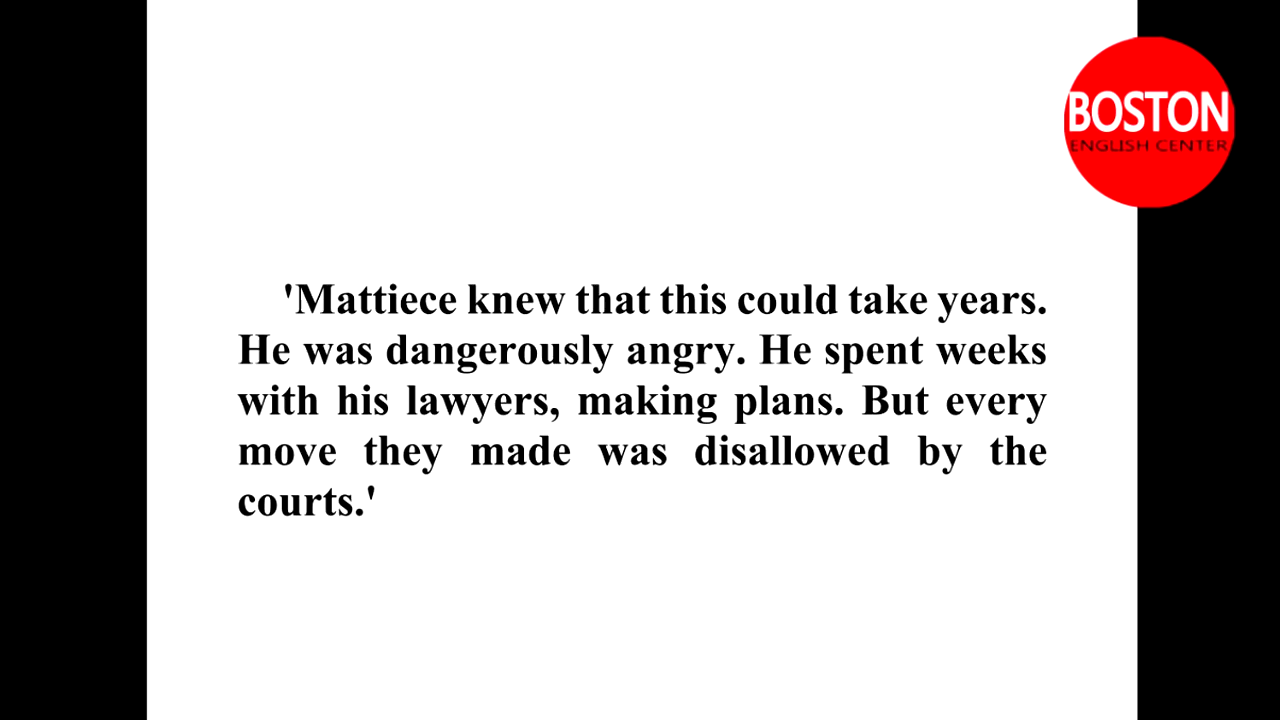 BOSTON
ENGLISH CENTER
'Mattiece knew that this could take years.
He was dangerously angry. He spent weeks
with his lawyers, making plans. But every
move they made was disallowed by the
courts.'